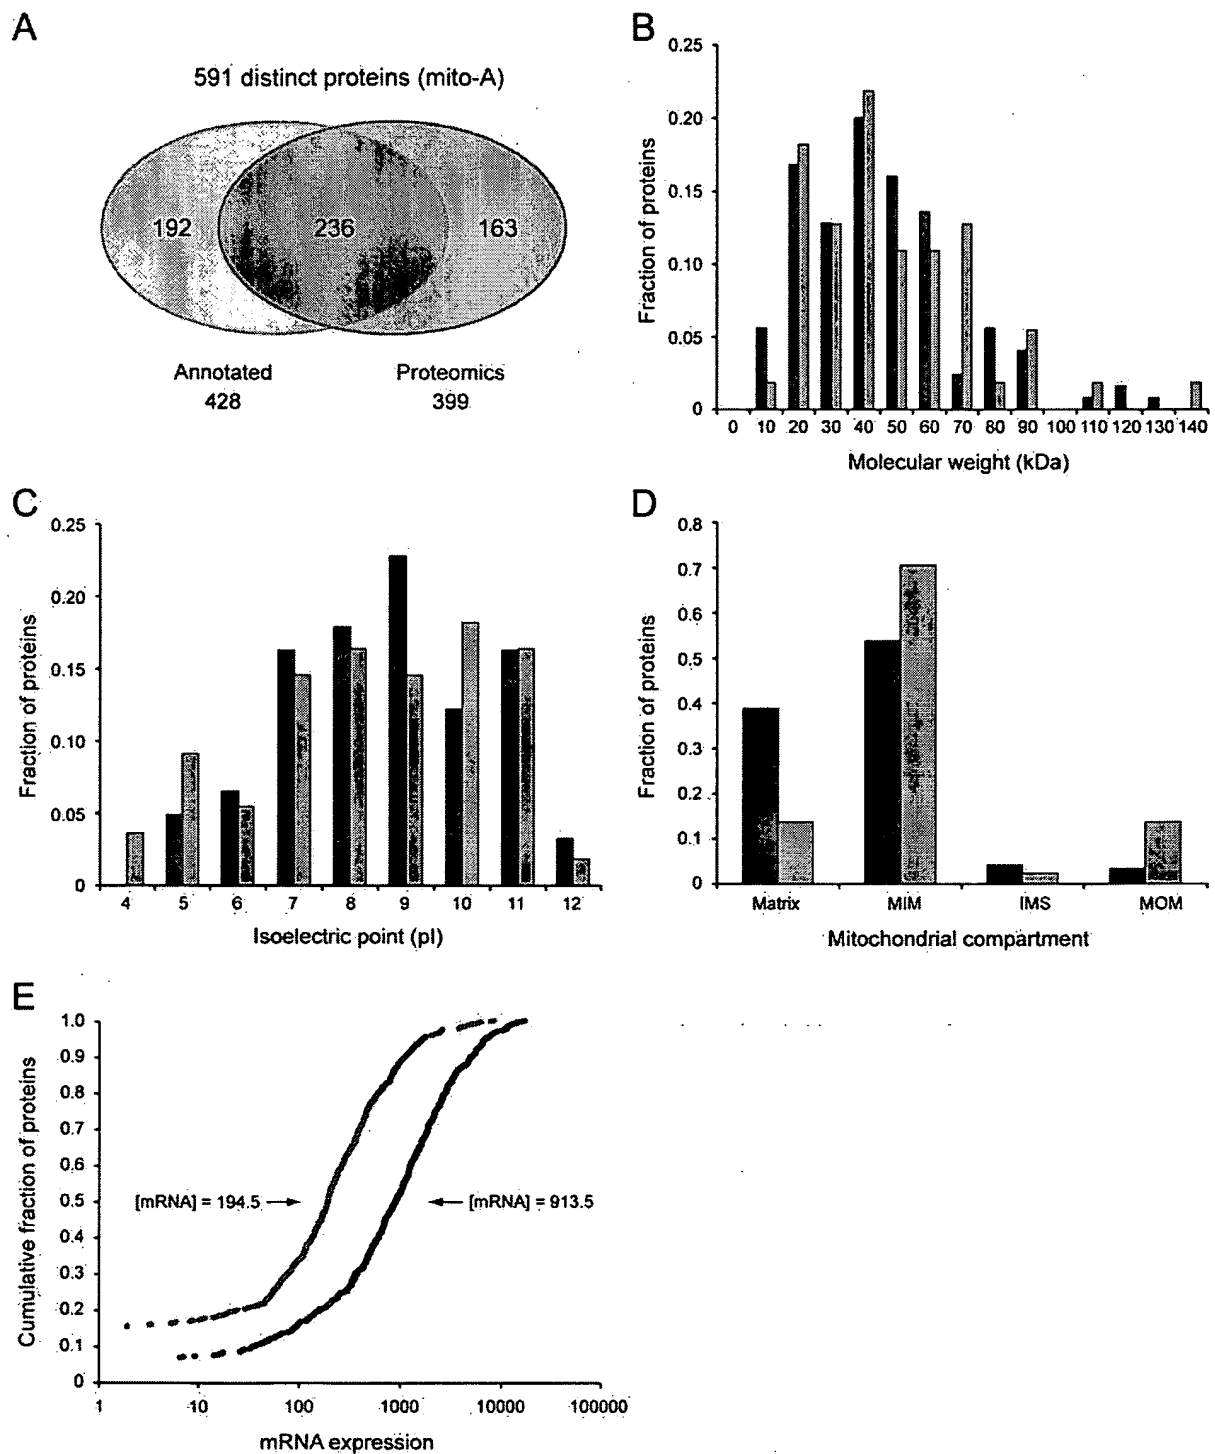 A
591 distinct proteins (mito-A)
192 236 163
Annotated Proteomics
428 399
B
0.25
0.20
0.15
0.10
0.05
0
Fraction of proteins
0 10 20 30 40 50 60 70 80 90 100 110 120 130 140
Molecular weight (kDa)
C
0.25
0.20
0.15
0.10
0.05
0
Fraction of proteins
4 5 6 7 8 9 10 11 12
Isoelectric point (pI)
D
0.8
0.7
0.6
0.5
0.4
0.3
0.2
0.1
0
Fraction of proteins
Matrix MIM IMS MOM
Mitochondrial compartment
E
1.0
0.9
0.8
0.7
0.6
0.5
0.4
0.3
0.2
0.1
0
Cumulative fraction of proteins
[mRNA] = 194.5
[mRNA] = 913.5
1 10 100 1000 10000 100000
mRNA expression